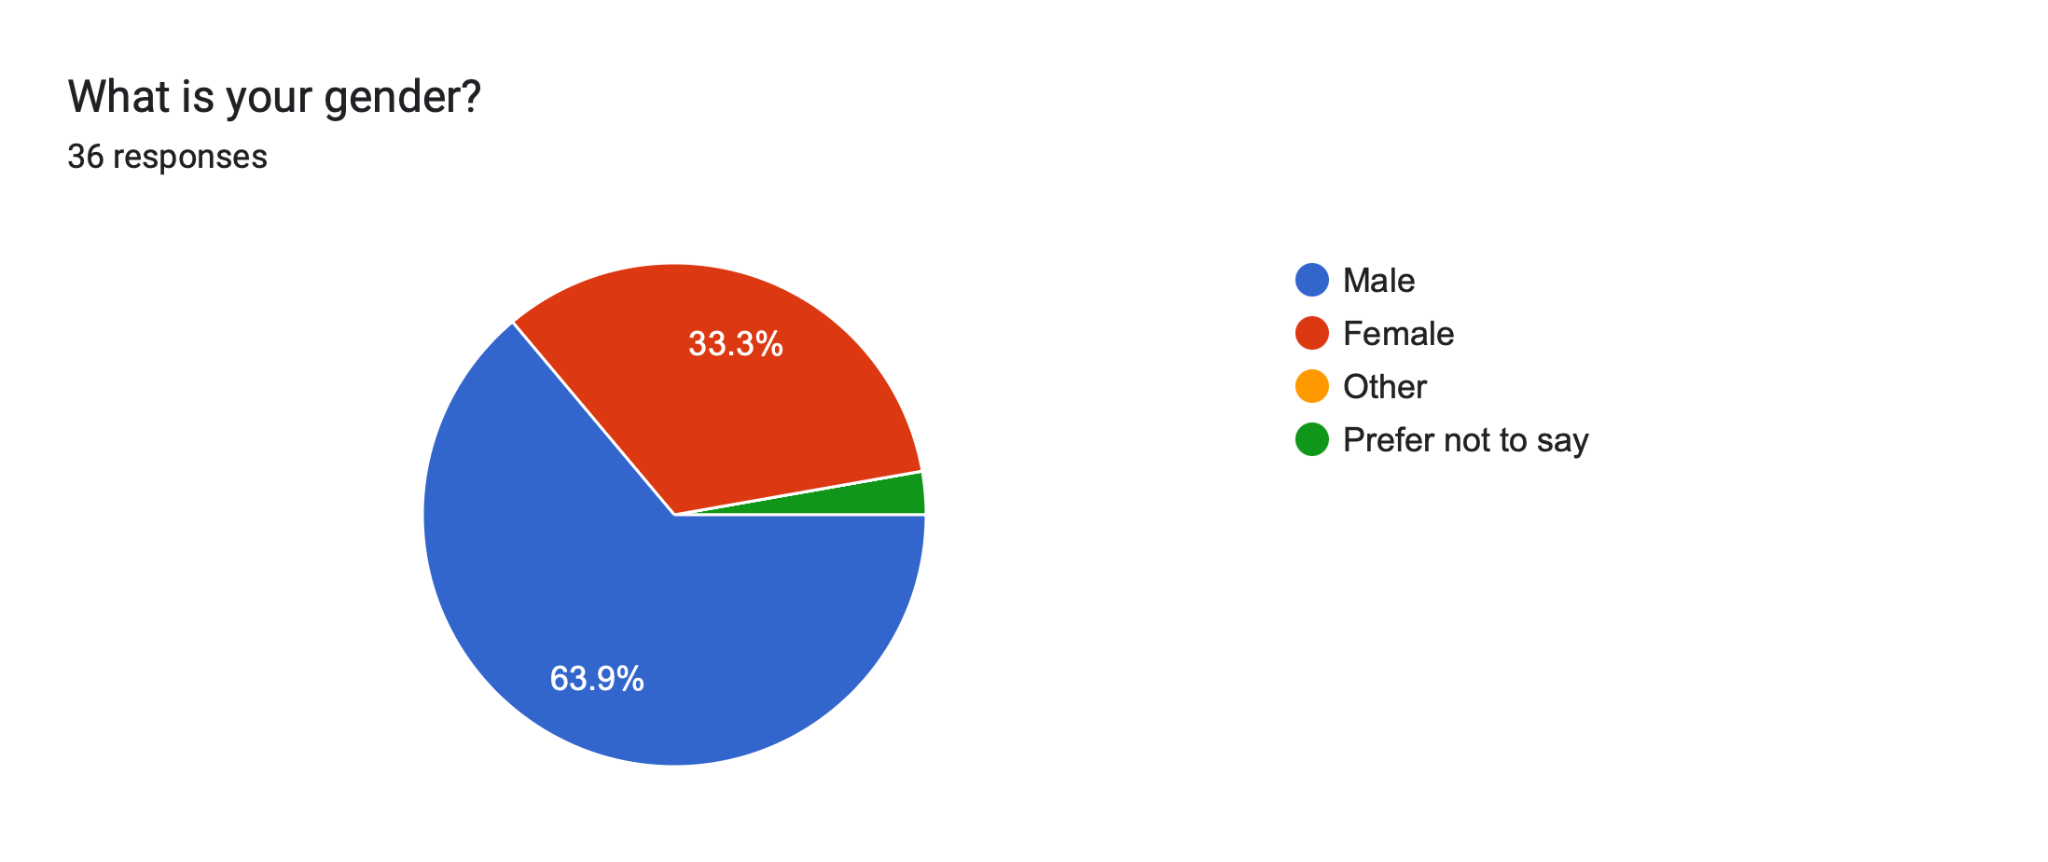 What is your gender?
36 responses
33.3%
63.9%
Male
Female
Other
Prefer not to say